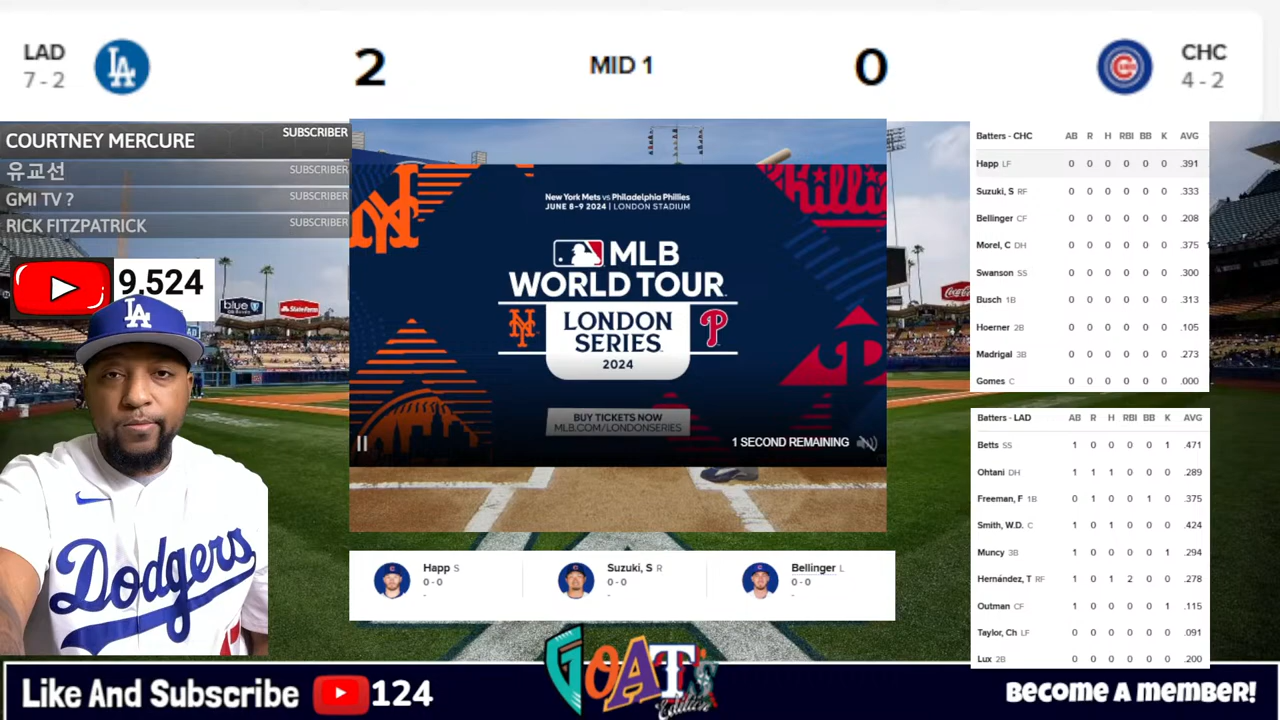 LAD
7 - 2
LA
2
MID 1
0
CHC
4 - 2
COURTNEY MERCURE SUBSCRIBER
유교선 SUBSCRIBER
GMI TV ? SUBSCRIBER
RICK FITZPATRICK SUBSCRIBER
9,524
LA
Dodgers
New York Mets vs Philadelphia Phillies
JUNE 8-9 2024 | LONDON STADIUM
MLB
WORLD TOUR
LONDON
SERIES
2024
BUY TICKETS NOW
MLB.COM/LONDONSERIES
1 SECOND REMAINING
Phillies
Happ S
0 - 0
-
Suzuki, S R
0 - 0
-
Bellinger L
0 - 0
-
Batters - CHC AB R H RBI BB K AVG
Happ LF 0 0 0 0 0 0 .391
Suzuki, S RF 0 0 0 0 0 0 .333
Bellinger CF 0 0 0 0 0 0 .208
Morel, C DH 0 0 0 0 0 0 .375
Swanson SS 0 0 0 0 0 0 .300
Busch 1B 0 0 0 0 0 0 .313
Hoerner 2B 0 0 0 0 0 0 .105
Madrigal 3B 0 0 0 0 0 0 .273
Gomes C 0 0 0 0 0 0 .000
Batters - LAD AB R H RBI BB K AVG
Betts SS 1 0 0 0 0 1 .471
Ohtani DH 1 1 1 0 0 0 .289
Freeman, F 1B 0 1 0 0 1 0 .375
Smith, W.D. C 1 0 1 0 0 0 .424
Muncy 3B 1 0 0 0 0 1 .294
Hernández, T RF 1 0 1 2 0 0 .278
Outman CF 1 0 0 0 0 1 .115
Taylor, Ch LF 0 0 0 0 0 0 .091
Lux 2B 0 0 0 0 0 0 .200
blue
StateFarm
Like And Subscribe 124
GOATS
Edition
BECOME A MEMBER!